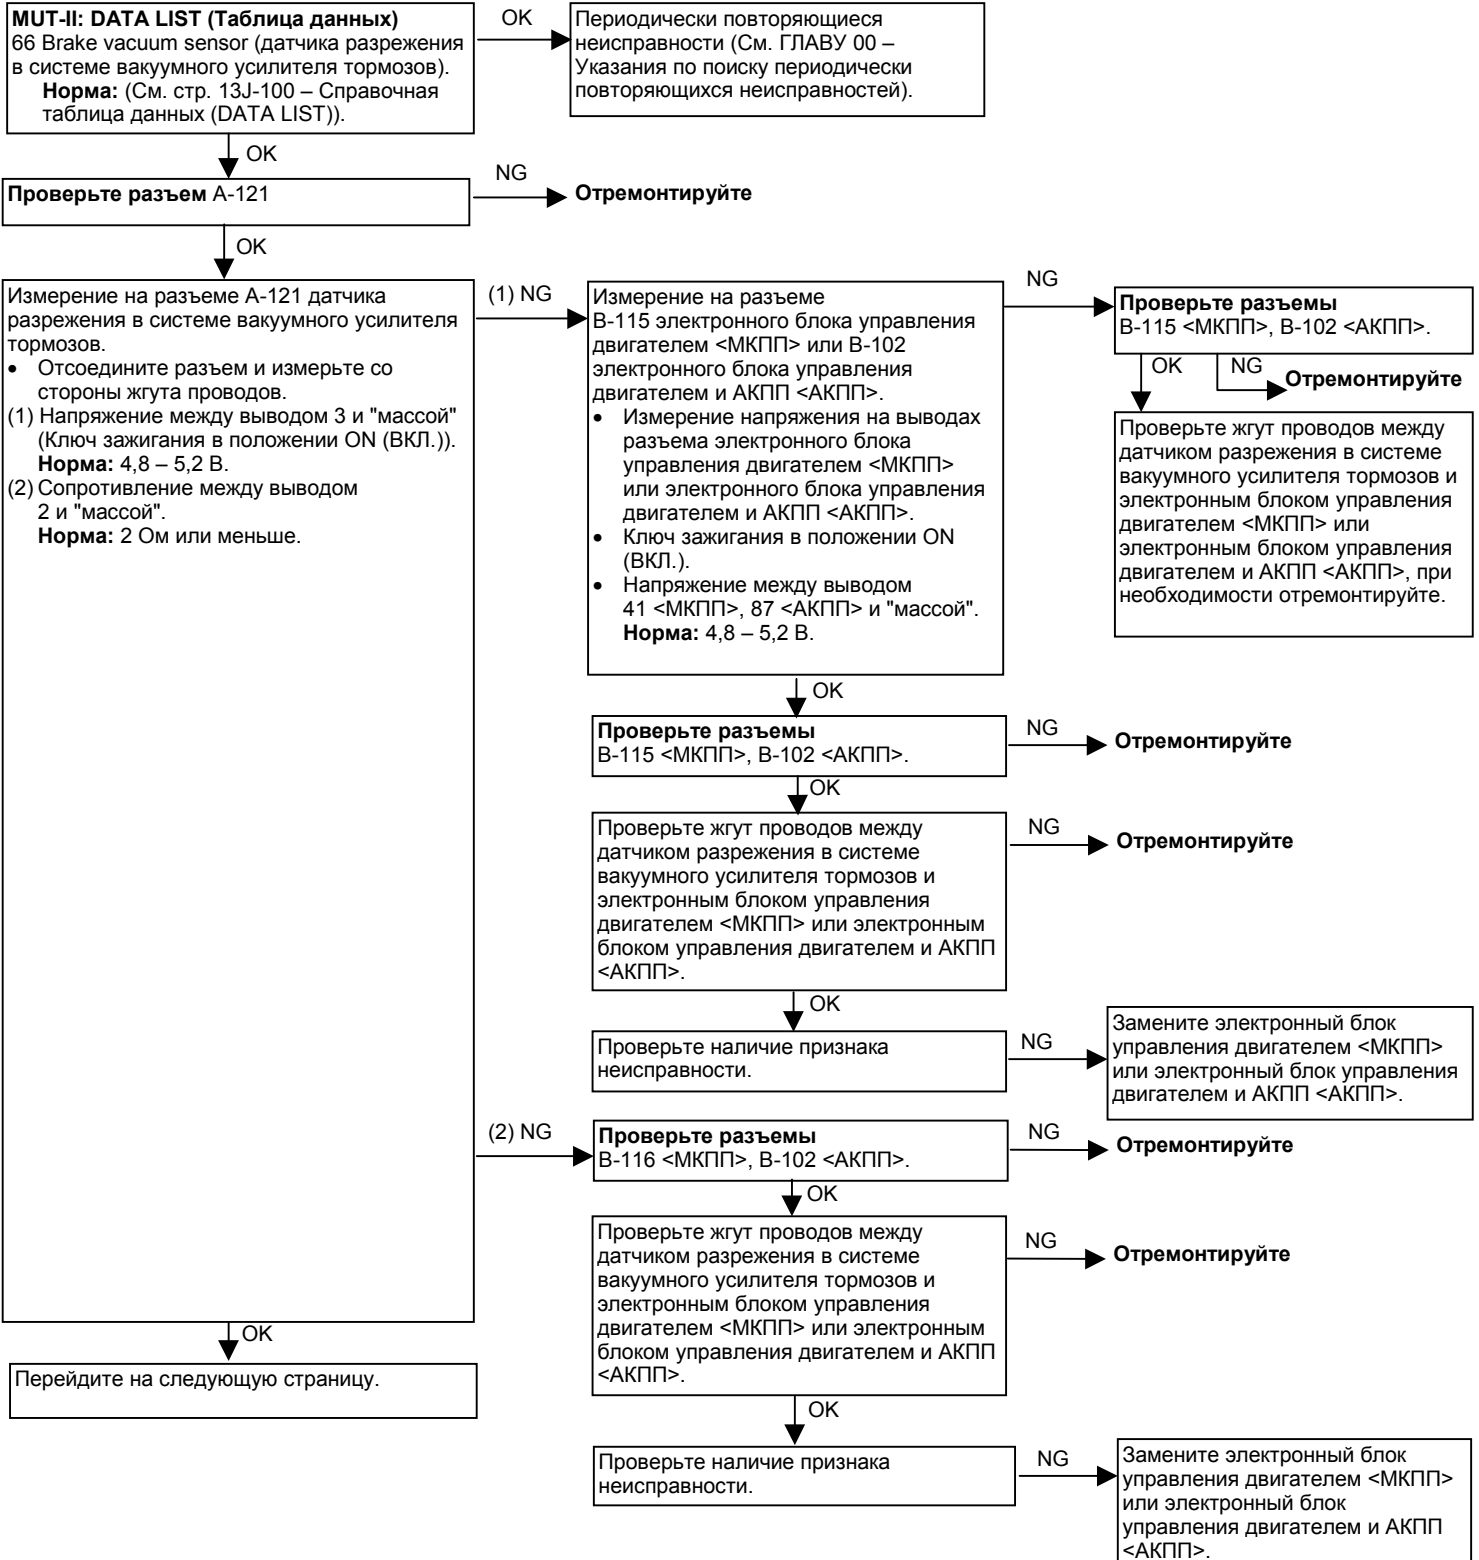 MUT-II: DATA LIST (Таблица данных)
66 Brake vacuum sensor (датчика разрежения
в системе вакуумного усилителя тормозов).
Норма: (См. стр. 13J-100 – Справочная
таблица данных (DATA LIST)).
OK
Периодически повторяющиеся
неисправности (См. ГЛАВУ 00 –
Указания по поиску периодически
повторяющихся неисправностей).
OK
Проверьте разъем А-121
NG
Отремонтируйте
OK
Измерение на разъеме А-121 датчика
разрежения в системе вакуумного усилителя
тормозов.
• Отсоедините разъем и измерьте со
стороны жгута проводов.
(1) Напряжение между выводом 3 и "массой"
(Ключ зажигания в положении ON (ВКЛ.)).
Норма: 4,8 – 5,2 В.
(2) Сопротивление между выводом
2 и "массой".
Норма: 2 Ом или меньше.
(1) NG
Измерение на разъеме
В-115 электронного блока управления
двигателем <МКПП> или В-102
электронного блока управления
двигателем и АКПП <АКПП>.
• Измерение напряжения на выводах
разъема электронного блока
управления двигателем <МКПП>
или электронного блока управления
двигателем и АКПП <АКПП>.
• Ключ зажигания в положении ON
(ВКЛ.).
• Напряжение между выводом
41 <МКПП>, 87 <АКПП> и "массой".
Норма: 4,8 – 5,2 В.
NG
Проверьте разъемы
В-115 <МКПП>, В-102 <АКПП>.
OK
NG
Отремонтируйте
Проверьте жгут проводов между
датчиком разрежения в системе
вакуумного усилителя тормозов и
электронным блоком управления
двигателем <МКПП> или
электронным блоком управления
двигателем и АКПП <АКПП>, при
необходимости отремонтируйте.
OK
Проверьте разъемы
В-115 <МКПП>, В-102 <АКПП>.
NG
Отремонтируйте
OK
Проверьте жгут проводов между
датчиком разрежения в системе
вакуумного усилителя тормозов и
электронным блоком управления
двигателем <МКПП> или электронным
блоком управления двигателем и АКПП
<АКПП>.
NG
Отремонтируйте
OK
Проверьте наличие признака
неисправности.
NG
Замените электронный блок
управления двигателем <МКПП>
или электронный блок управления
двигателем и АКПП <АКПП>.
(2) NG
Проверьте разъемы
В-116 <МКПП>, В-102 <АКПП>.
NG
Отремонтируйте
OK
Проверьте жгут проводов между
датчиком разрежения в системе
вакуумного усилителя тормозов и
электронным блоком управления
двигателем <МКПП> или электронным
блоком управления двигателем и АКПП
<АКПП>.
NG
Отремонтируйте
OK
Перейдите на следующую страницу.
OK
Проверьте наличие признака
неисправности.
NG
Замените электронный блок
управления двигателем <МКПП>
или электронный блок
управления двигателем и АКПП
<АКПП>.